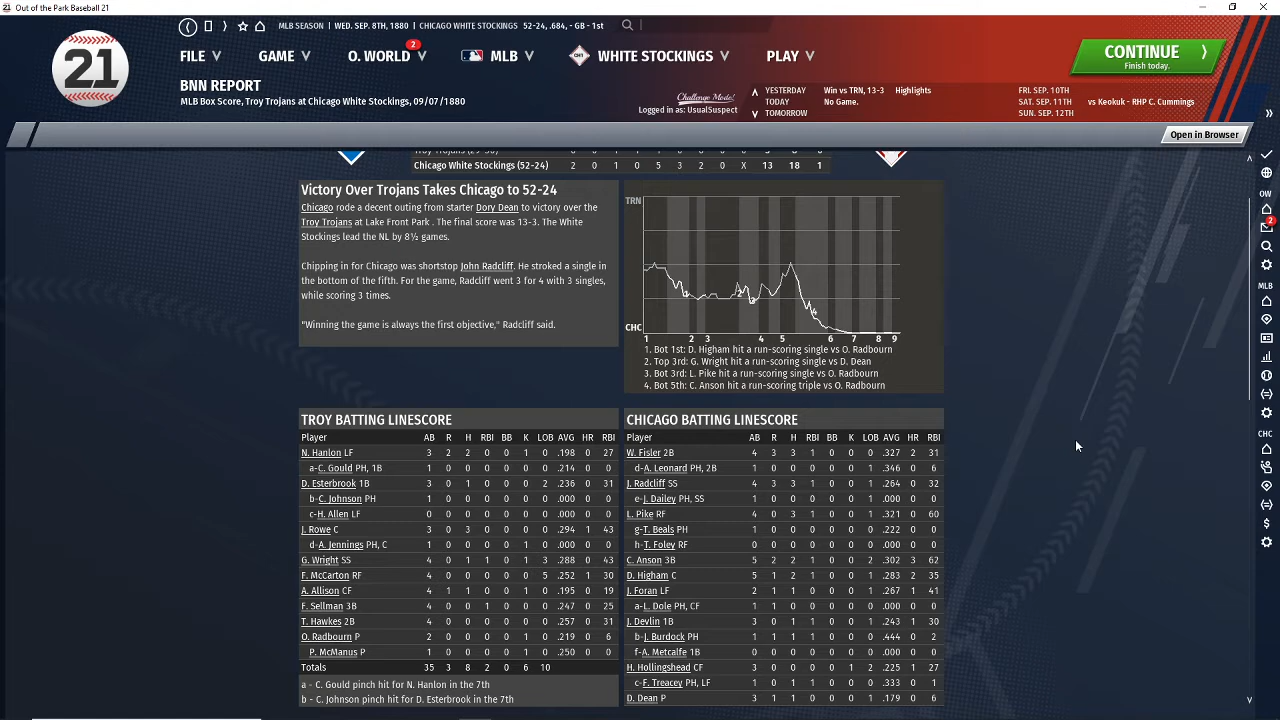 21 Out of the Park Baseball 21
MLB SEASON | WED. SEP. 8TH, 1880 | CHICAGO WHITE STOCKINGS 52-24, .684, - GB - 1st
21
FILE GAME O. WORLD 2 MLB WHITE STOCKINGS PLAY
CONTINUE
Finish today.
BNN REPORT
MLB Box Score, Troy Trojans at Chicago White Stockings, 09/07/1880
Challenge Mode!
Logged in as: UsualSuspect
YESTERDAY Win vs TRN, 13-3 Highlights
TODAY No Game.
TOMORROW
FRI. SEP. 10TH
SAT. SEP. 11TH vs Keokuk - RHP C. Cummings
SUN. SEP. 12TH
Open in Browser
Chicago White Stockings (52-24) 2 0 1 0 5 3 2 0 X 13 18 1
Victory Over Trojans Takes Chicago to 52-24
Chicago rode a decent outing from starter Dory Dean to victory over the
Troy Trojans at Lake Front Park . The final score was 13-3. The White
Stockings lead the NL by 8½ games.
Chipping in for Chicago was shortstop John Radcliff. He stroked a single in
the bottom of the fifth. For the game, Radcliff went 3 for 4 with 3 singles,
while scoring 3 times.
"Winning the game is always the first objective," Radcliff said.
TRN
CHC
1 2 3 4
1 2 3 4 5 6 7 8 9
1. Bot 1st: D. Higham hit a run-scoring single vs O. Radbourn
2. Top 3rd: G. Wright hit a run-scoring single vs D. Dean
3. Bot 3rd: L. Pike hit a run-scoring single vs O. Radbourn
4. Bot 5th: C. Anson hit a run-scoring triple vs O. Radbourn
TROY BATTING LINESCORE
Player AB R H RBI BB K LOB AVG HR RBI
N. Hanlon LF 3 2 2 0 0 1 0 .198 0 27
a-C. Gould PH, 1B 1 0 0 0 0 0 0 .214 0 0
D. Esterbrook 1B 3 0 1 0 0 0 2 .236 0 31
b-C. Johnson PH 1 0 0 0 0 0 0 .000 0 0
c-H. Allen LF 0 0 0 0 0 0 0 .000 0 0
J. Rowe C 3 0 3 0 0 0 0 .294 1 43
d-A. Jennings PH, C 1 0 0 0 0 1 0 .000 0 0
G. Wright SS 4 0 1 1 0 1 3 .288 0 43
F. McCarton RF 4 0 0 0 0 0 5 .252 1 30
A. Allison CF 4 1 1 0 0 1 0 .195 0 19
F. Sellman 3B 4 0 0 1 0 0 0 .247 0 25
T. Hawkes 2B 4 0 0 0 0 0 0 .257 0 31
O. Radbourn P 2 0 0 0 0 1 0 .219 0 6
P. McManus P 1 0 0 0 0 1 0 .250 0 0
Totals 35 3 8 2 0 6 10
a - C. Gould pinch hit for N. Hanlon in the 7th
b - C. Johnson pinch hit for D. Esterbrook in the 7th
CHICAGO BATTING LINESCORE
Player AB R H RBI BB K LOB AVG HR RBI
W. Fisler 2B 4 3 3 1 0 0 0 .327 2 31
d-A. Leonard PH, 2B 1 0 0 0 0 0 0 .346 0 6
J. Radcliff SS 4 3 3 1 0 0 0 .264 0 32
e-J. Dailey PH, SS 1 0 0 0 0 0 1 .000 0 0
L. Pike RF 4 0 3 1 0 0 1 .321 0 60
g-T. Beals PH 1 0 0 0 0 0 0 .222 0 0
h-T. Foley RF 0 0 0 0 0 0 0 .000 0 0
C. Anson 3B 5 2 2 1 0 0 2 .302 3 62
D. Higham C 5 1 2 1 0 0 1 .283 2 35
J. Foran LF 2 1 1 1 0 0 0 .267 1 41
a-L. Dole PH, CF 1 1 0 0 0 0 0 .000 0 0
J. Devlin 1B 3 0 1 0 0 0 1 .243 1 30
b-J. Burdock PH 1 1 1 1 0 0 0 .444 0 2
f-A. Metcalfe 1B 0 0 0 0 0 0 0 .000 0 0
H. Hollingshead CF 3 0 0 0 0 1 2 .225 1 27
c-F. Treacey PH, LF 1 0 1 1 0 0 0 .333 0 1
D. Dean P 3 1 1 0 0 0 1 .179 0 6
OW
2
MLB
CHC